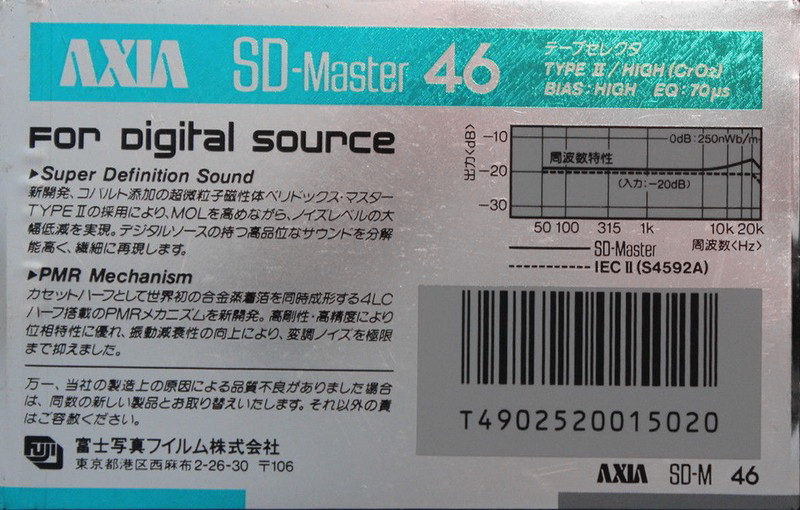 AXIA SD-Master 46
テープセレクタ
TYPE II/HIGH(CrO2)
BIAS:HIGH EQ:70μs
For Digital source
▶Super Definition Sound
新開発、コバルト添加の超微粒子磁性体ベリドックス・マスター
TYPE IIの採用により、MOLを高めながら、ノイズレベルの大
幅低減を実現。デジタルソースの持つ高品位なサウンドを分解
能高く、繊細に再現します。
▶PMR Mechanism
カセットハーフとして世界初の合金蒸着箔を同時成形する4LC
ハーフ搭載のPMRメカニズムを新開発。高剛性・高精度により
位相特性に優れ、振動減衰性の向上により、変調ノイズを極限
まで抑えました。
万一、当社の製造上の原因による品質不良がありました場合
は、同数の新しい製品とお取り替えいたします。それ以外の責
はご容赦ください。
FUJI 富士写真フイルム株式会社
東京都港区西麻布2-26-30 〒106
出力<dB>
-10
-20
-30
0dB:250nWb/m
周波数特性
(入力:-20dB)
50 100 315 1k 10k 20k
周波数<Hz>
SD-Master
IEC II (S4592A)
T4902520015020
AXIA SD-M 46